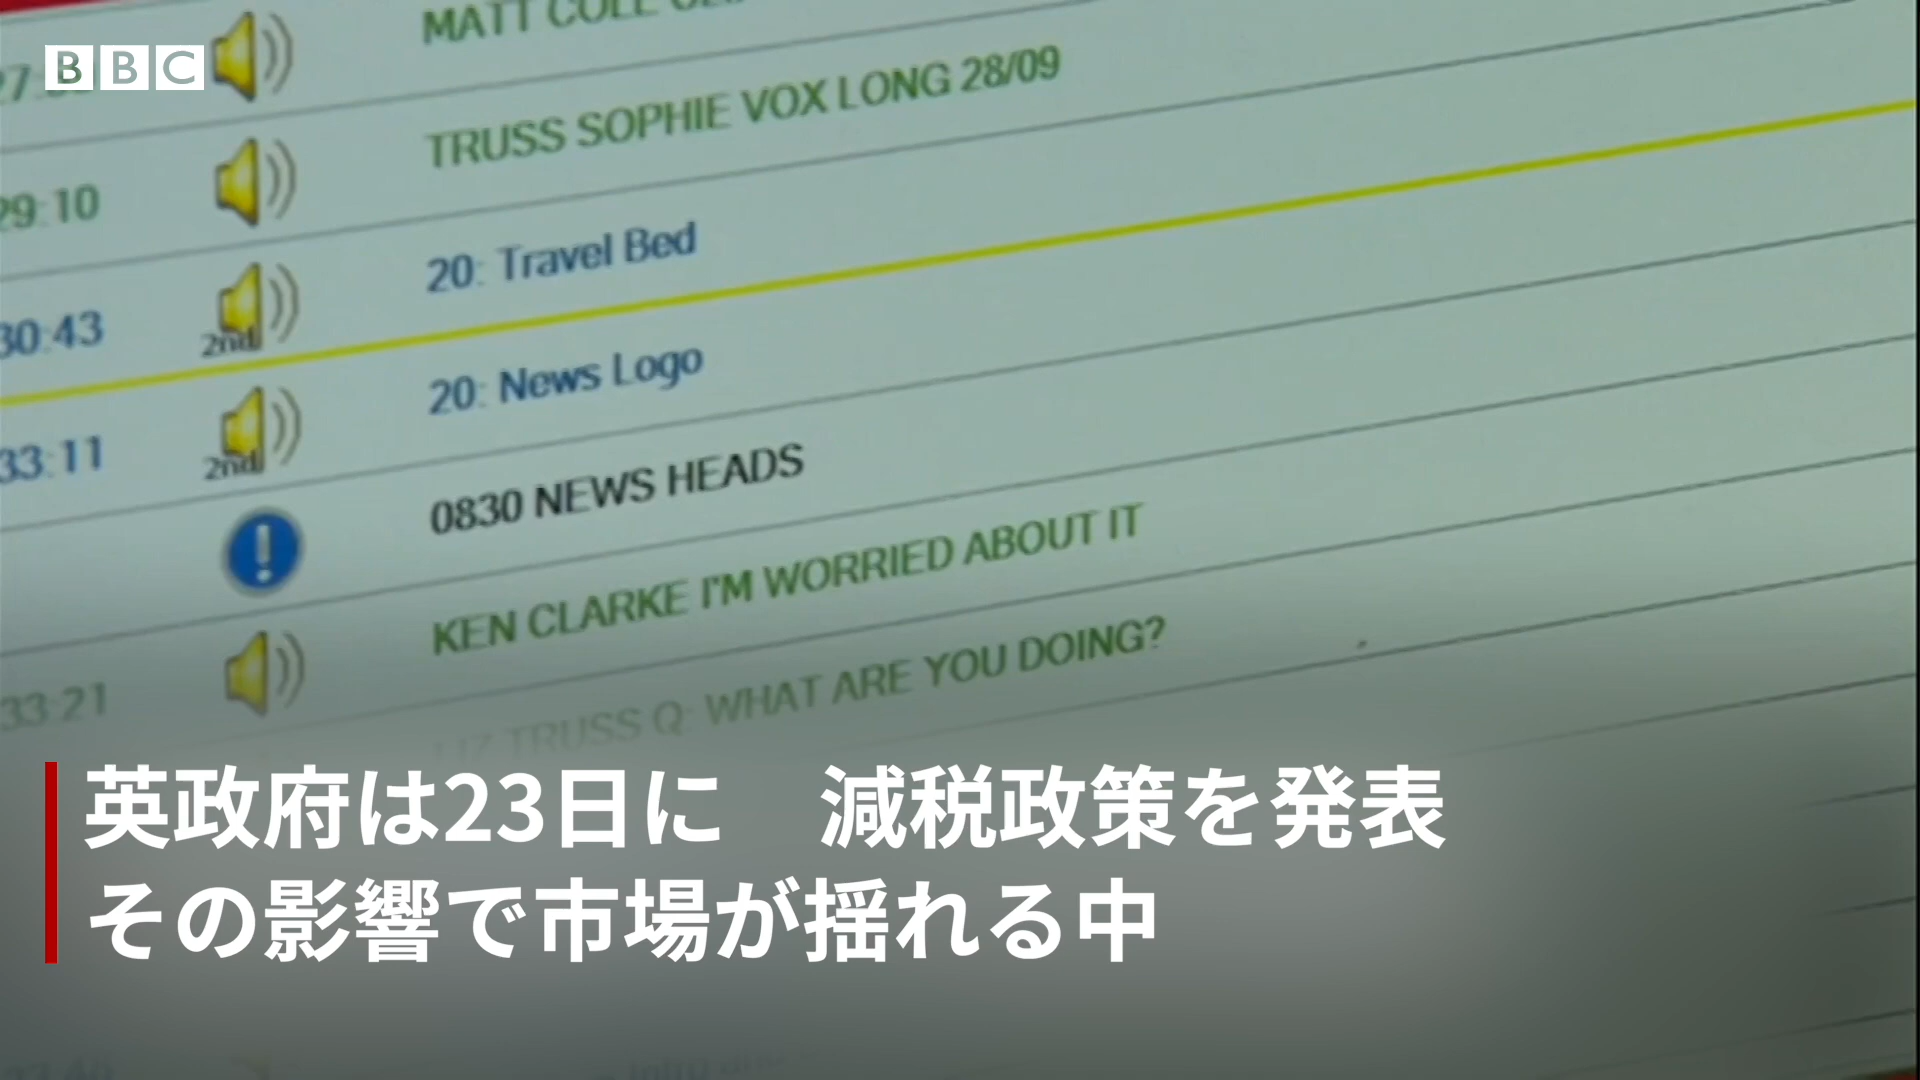 BBC
MATT COLE
TRUSS SOPHIE VOX LONG 28/09
29:10
20: Travel Bed
30:43
2nd
20: News Logo
33:11
2nd
0830 NEWS HEADS
KEN CLARKE I'M WORRIED ABOUT IT
33:21
LIZ TRUSS Q: WHAT ARE YOU DOING?
英政府は23日に　減税政策を発表
その影響で市場が揺れる中